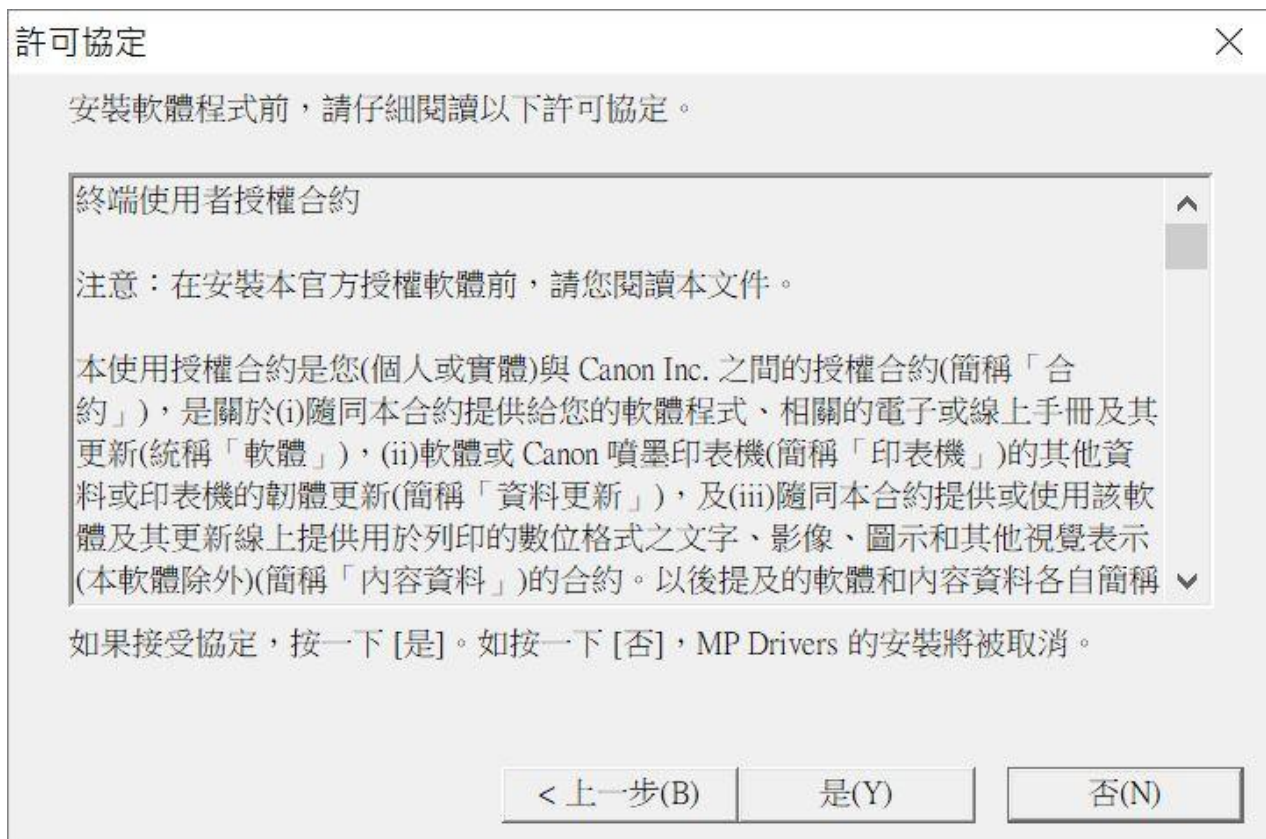 許可協定
安裝軟體程式前，請仔細閱讀以下許可協定。
終端使用者授權合約
注意：在安裝本官方授權軟體前，請您閱讀本文件。
本使用授權合約是您(個人或實體)與 Canon Inc. 之間的授權合約(簡稱「合
約」)，是關於(i)隨同本合約提供給您的軟體程式、相關的電子或線上手冊及其
更新(統稱「軟體」)，(ii)軟體或 Canon 噴墨印表機(簡稱「印表機」)的其他資
料或印表機的韌體更新(簡稱「資料更新」)，及(iii)隨同本合約提供或使用該軟
體及其更新線上提供用於列印的數位格式之文字、影像、圖示和其他視覺表示
(本軟體除外)(簡稱「內容資料」)的合約。以後提及的軟體和內容資料各自簡稱
如果接受協定，按一下 [是]。如按一下 [否]，MP Drivers 的安裝將被取消。
< 上一步(B)
是(Y)
否(N)